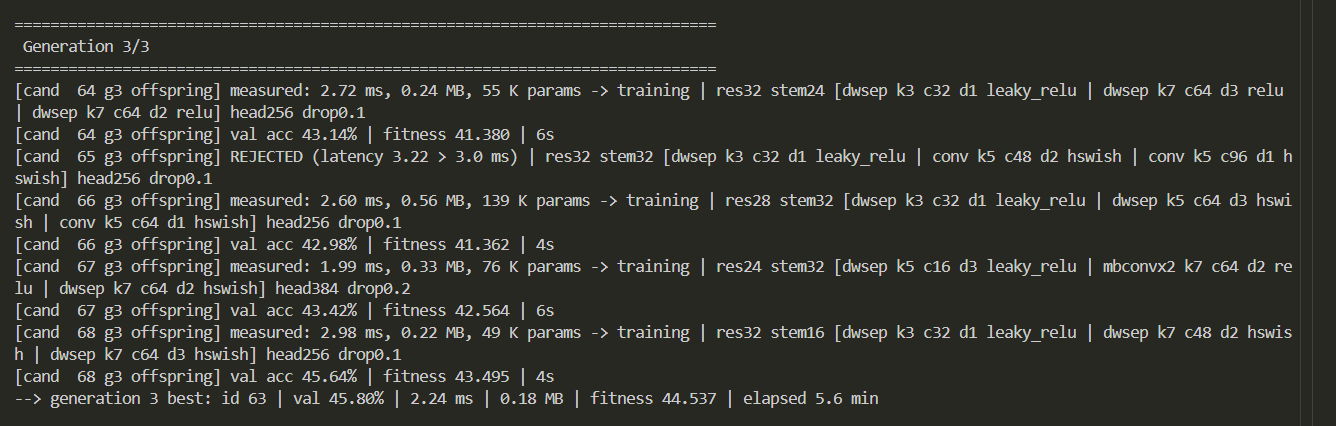 ==============================================================================
 Generation 3/3
==============================================================================
[cand  64 g3 offspring] measured: 2.72 ms, 0.24 MB, 55 K params -> training | res32 stem24 [dwsep k3 c32 d1 leaky_relu | dwsep k7 c64 d3 relu
| dwsep k7 c64 d2 relu] head256 drop0.1
[cand  64 g3 offspring] val acc 43.14% | fitness 41.380 | 6s
[cand  65 g3 offspring] REJECTED (latency 3.22 > 3.0 ms) | res32 stem32 [dwsep k3 c32 d1 leaky_relu | conv k5 c48 d2 hswish | conv k5 c96 d1 h
swish] head256 drop0.1
[cand  66 g3 offspring] measured: 2.60 ms, 0.56 MB, 139 K params -> training | res28 stem32 [dwsep k3 c32 d1 leaky_relu | dwsep k5 c64 d3 hswi
sh | conv k5 c64 d1 hswish] head256 drop0.1
[cand  66 g3 offspring] val acc 42.98% | fitness 41.362 | 4s
[cand  67 g3 offspring] measured: 1.99 ms, 0.33 MB, 76 K params -> training | res24 stem32 [dwsep k5 c16 d3 leaky_relu | mbconvx2 k7 c64 d2 re
lu | dwsep k7 c64 d2 hswish] head384 drop0.2
[cand  67 g3 offspring] val acc 43.42% | fitness 42.564 | 6s
[cand  68 g3 offspring] measured: 2.98 ms, 0.22 MB, 49 K params -> training | res32 stem16 [dwsep k3 c32 d1 leaky_relu | dwsep k7 c48 d2 hswis
h | dwsep k7 c64 d3 hswish] head256 drop0.1
[cand  68 g3 offspring] val acc 45.64% | fitness 43.495 | 4s
--> generation 3 best: id 63 | val 45.80% | 2.24 ms | 0.18 MB | fitness 44.537 | elapsed 5.6 min